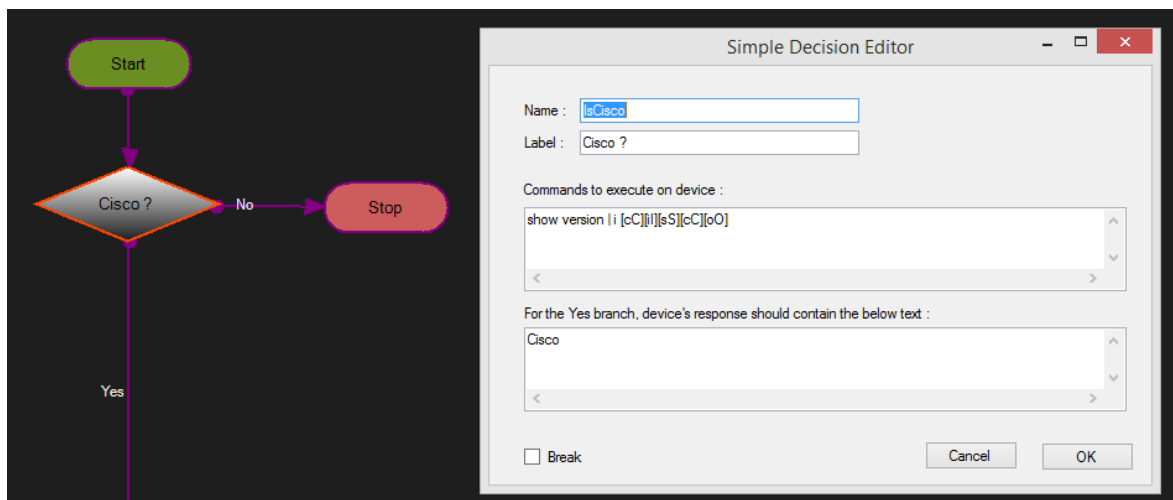 Start
Cisco ?
No
Stop
Yes
Simple Decision Editor
Name : IsCisco
Label : Cisco ?
Commands to execute on device :
show version | i [cC][iI][sS][cC][oO]
For the Yes branch, device's response should contain the below text :
Cisco
Break
Cancel
OK